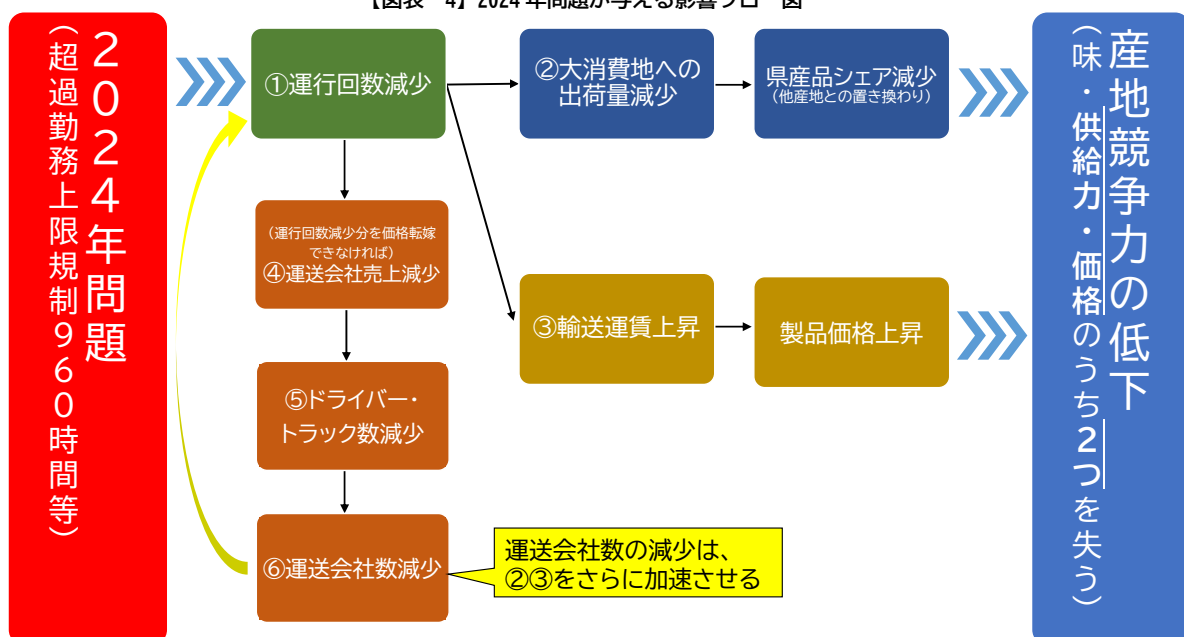 【図表 4】2024年問題が与える影響フロー図
2024年問題
(超過勤務上限規制960時間等)
①運行回数減少
②大消費地への
出荷量減少
県産品シェア減少
(他産地との置き換わり)
(運行回数減少分を価格転嫁
できなければ)
④運送会社売上減少
③輸送運賃上昇
製品価格上昇
⑤ドライバー・
トラック数減少
⑥運送会社数減少
運送会社数の減少は、
②③をさらに加速させる
産地競争力の低下
(味・供給力・価格のうち2つを失う)